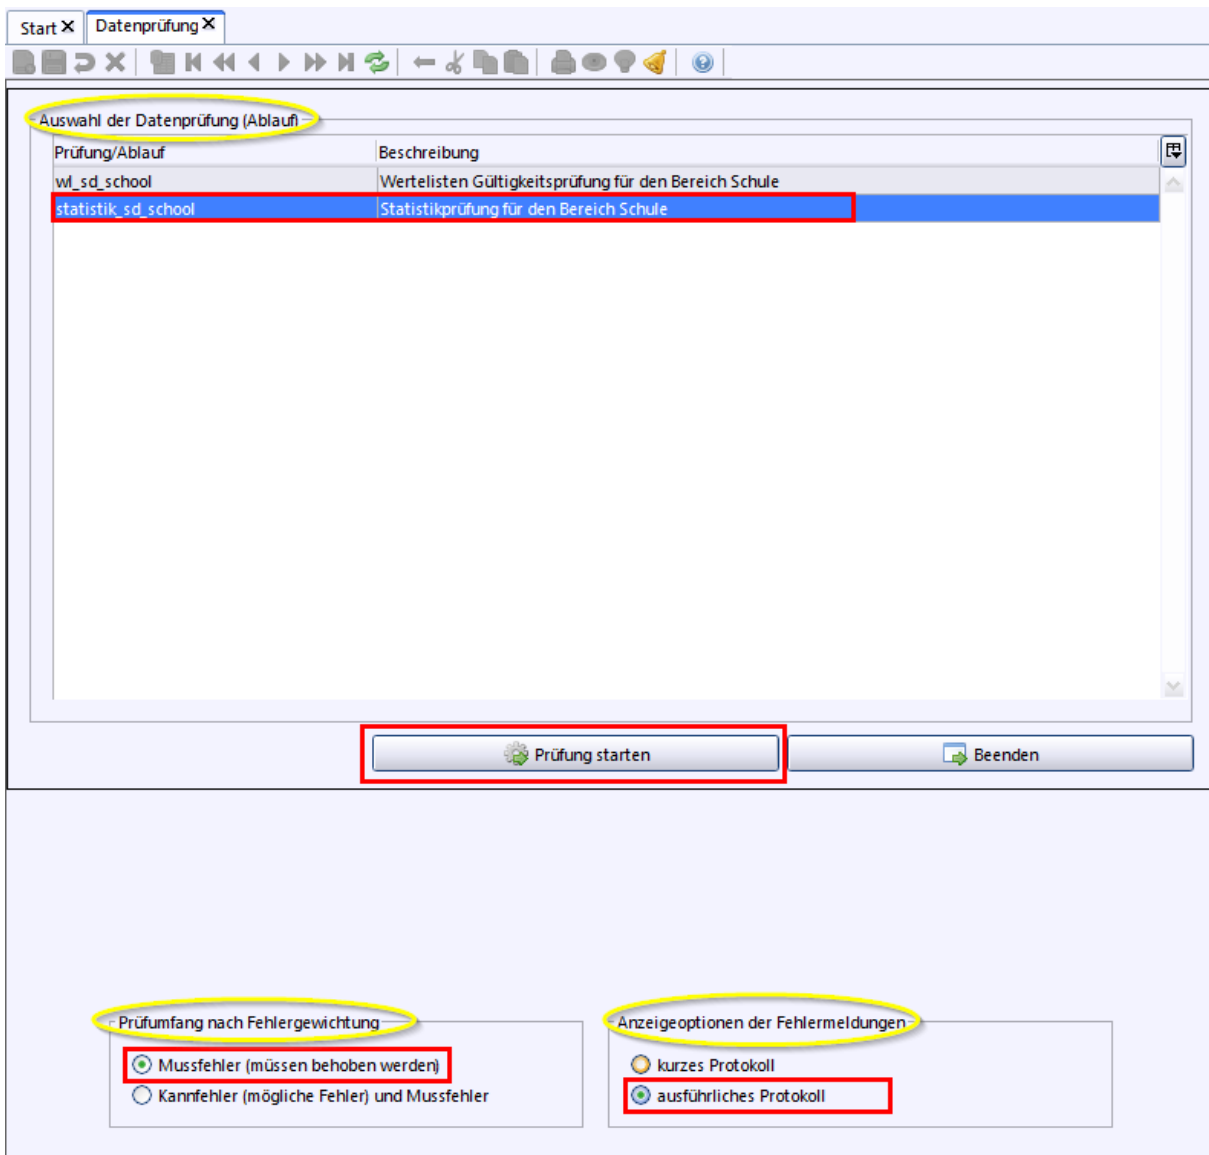 Start
Datenprüfung
Auswahl der Datenprüfung (Ablauf)
Prüfung/Ablauf Beschreibung
wl_sd_school Wertelisten Gültigkeitsprüfung für den Bereich Schule
statistik_sd_school Statistikprüfung für den Bereich Schule
Prüfung starten Beenden
Prüfumfang nach Fehlergewichtung
Mussfehler (müssen behoben werden)
Kannfehler (mögliche Fehler) und Mussfehler
Anzeigeoptionen der Fehlermeldungen
kurzes Protokoll
ausführliches Protokoll